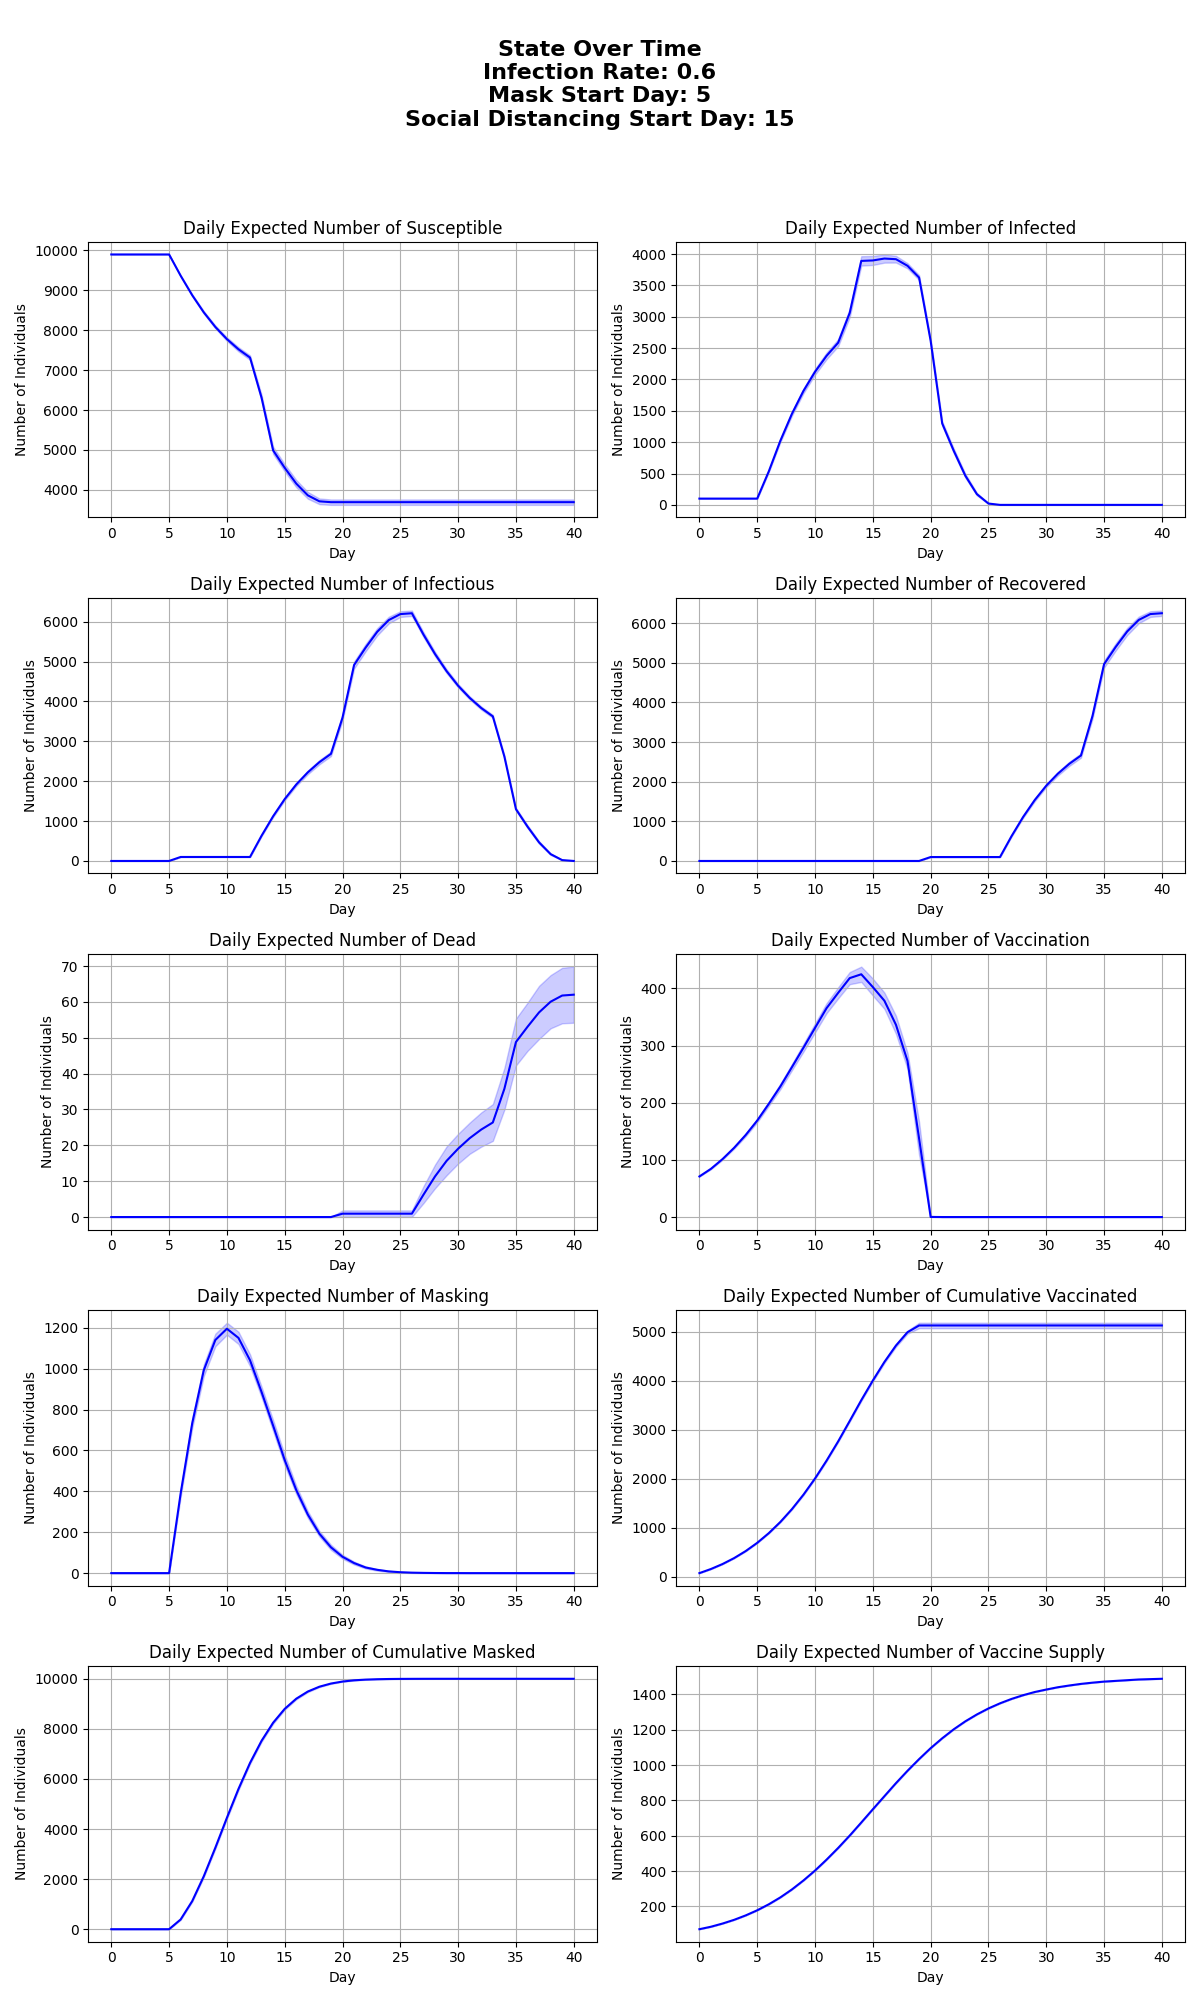 State Over Time
Infection Rate: 0.6
Mask Start Day: 5
Social Distancing Start Day: 15
Daily Expected Number of Susceptible
Number of Individuals
10000
9000
8000
7000
6000
5000
4000
0 5 10 15 20 25 30 35 40
Day
Daily Expected Number of Infected
Number of Individuals
4000
3500
3000
2500
2000
1500
1000
500
0
0 5 10 15 20 25 30 35 40
Day
Daily Expected Number of Infectious
Number of Individuals
6000
5000
4000
3000
2000
1000
0
0 5 10 15 20 25 30 35 40
Day
Daily Expected Number of Recovered
Number of Individuals
6000
5000
4000
3000
2000
1000
0
0 5 10 15 20 25 30 35 40
Day
Daily Expected Number of Dead
Number of Individuals
70
60
50
40
30
20
10
0
0 5 10 15 20 25 30 35 40
Day
Daily Expected Number of Vaccination
Number of Individuals
400
300
200
100
0
0 5 10 15 20 25 30 35 40
Day
Daily Expected Number of Masking
Number of Individuals
1200
1000
800
600
400
200
0
0 5 10 15 20 25 30 35 40
Day
Daily Expected Number of Cumulative Vaccinated
Number of Individuals
5000
4000
3000
2000
1000
0
0 5 10 15 20 25 30 35 40
Day
Daily Expected Number of Cumulative Masked
Number of Individuals
10000
8000
6000
4000
2000
0
0 5 10 15 20 25 30 35 40
Day
Daily Expected Number of Vaccine Supply
Number of Individuals
1400
1200
1000
800
600
400
200
0 5 10 15 20 25 30 35 40
Day